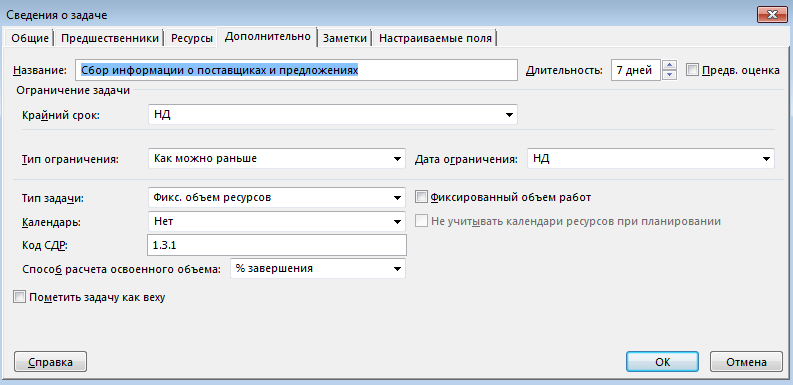 Сведения о задаче
Общие Предшественники Ресурсы Дополнительно Заметки Настраиваемые поля
Название: Сбор информации о поставщиках и предложениях Длительность: 7 дней Предв. оценка
Ограничение задачи
Крайний срок: НД
Тип ограничения: Как можно раньше Дата ограничения: НД
Тип задачи: Фикс. объем ресурсов Фиксированный объем работ
Календарь: Нет Не учитывать календари ресурсов при планировании
Код СДР: 1.3.1
Способ расчета освоенного объема: % завершения
Пометить задачу как веху
Справка ОК Отмена